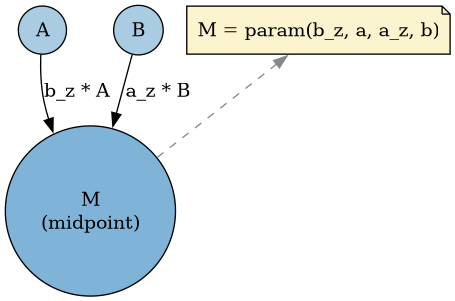 A
B
M = param(b_z, a, a_z, b)
b_z * A
a_z * B
M
(midpoint)